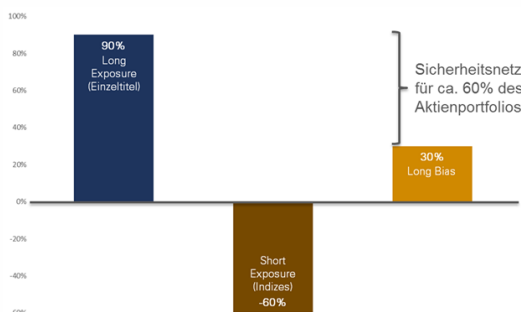 100%
80%
60%
40%
20%
0%
-20%
-40%
-60%
90%
Long
Exposure
(Einzeltitel)
Short
Exposure
(Indizes)
-60%
30%
Long Bias
Sicherheitsnetz
für ca. 60% des
Aktienportfolios